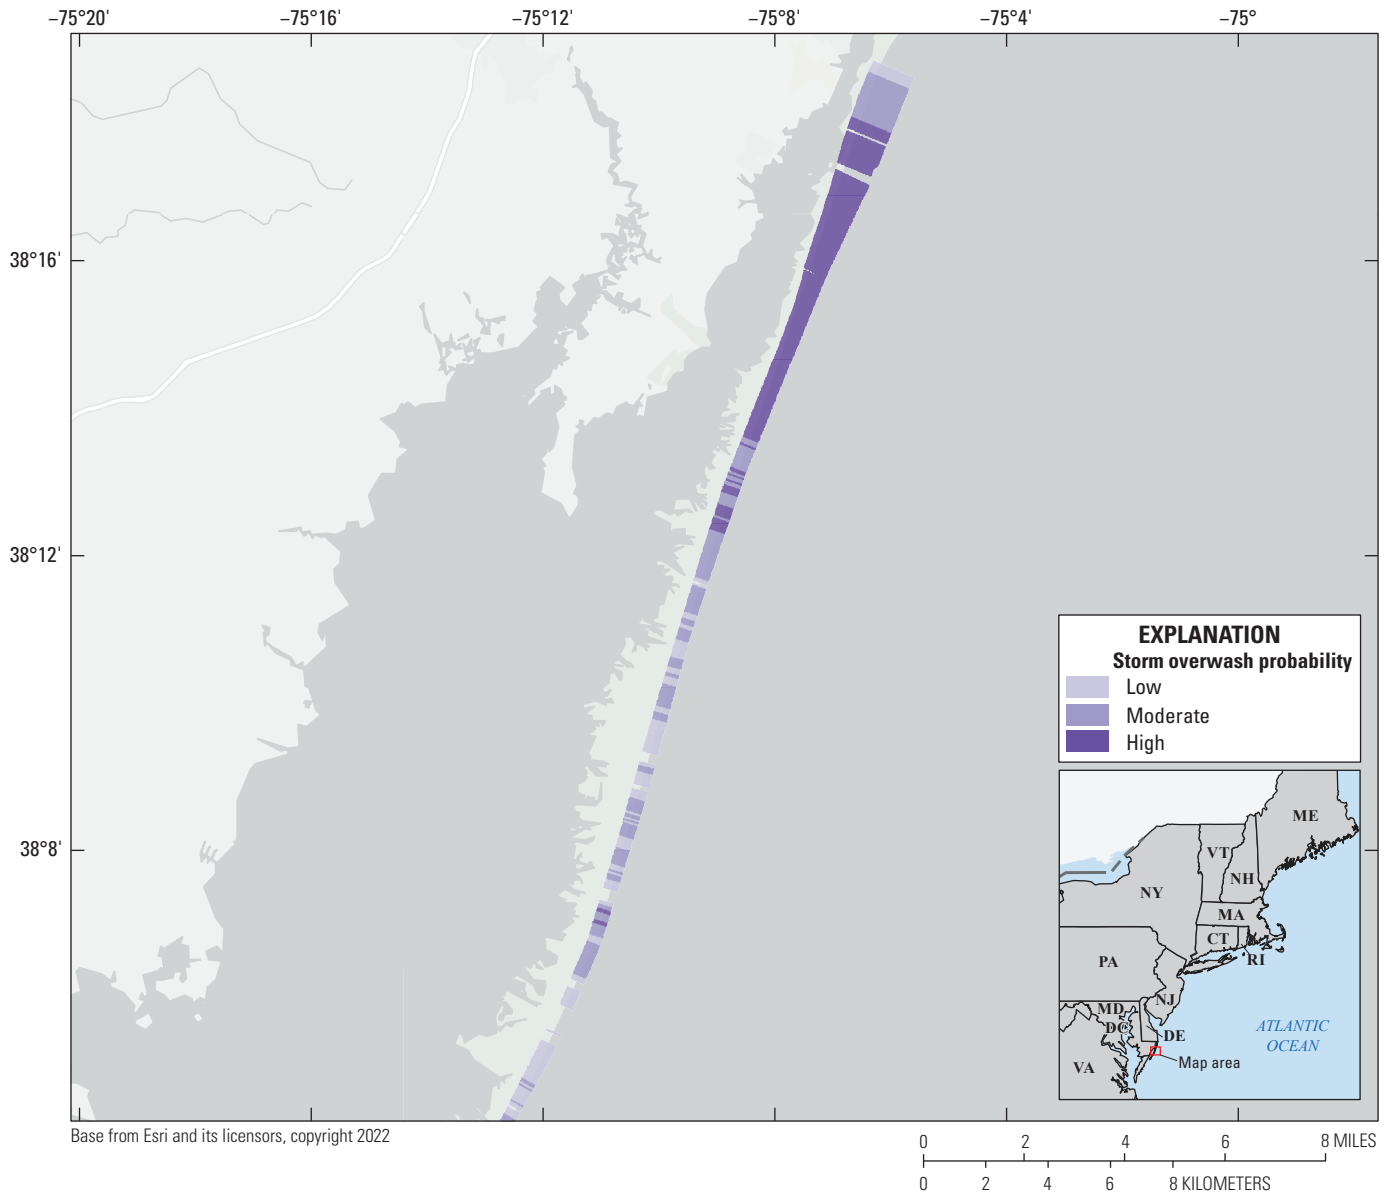 −75°20' −75°16' −75°12' −75°8' −75°4' −75°
38°16'
38°12'
38°8'
EXPLANATION
Storm overwash probability
Low
Moderate
High
ME
VT
NH
NY
MA
CT
RI
PA
NJ
MD
DC
DE
VA
ATLANTIC
OCEAN
Map area
Base from Esri and its licensors, copyright 2022
0 2 4 6 8 MILES
0 2 4 6 8 KILOMETERS